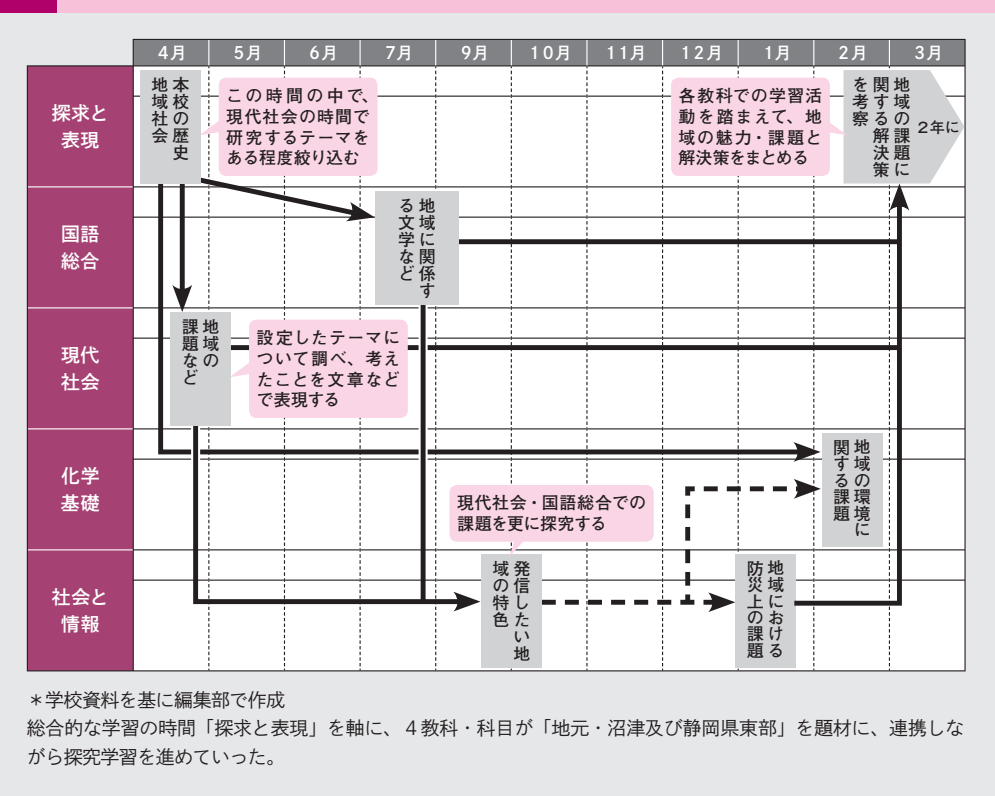 4月 5月 6月 7月 9月 10月 11月 12月 1月 2月 3月
探求と
表現
本校の歴史
地域社会
この時間の中で、
現代社会の時間で
研究するテーマを
ある程度絞り込む
各教科での学習活
動を踏まえて、地
域の魅力・課題と
解決策をまとめる
地域の課題に
関する解決策
を考察
2年に
国語
総合
地域に関係す
る文学など
現代
社会
地域の
課題など
設定したテーマに
ついて調べ、考え
たことを文章など
で表現する
化学
基礎
地域の環境に
関する課題
現代社会・国語総合での
課題を更に探究する
社会と
情報
発信したい地
域の特色
地域における
防災上の課題
＊学校資料を基に編集部で作成
総合的な学習の時間「探求と表現」を軸に、４教科・科目が「地元・沼津及び静岡県東部」を題材に、連携しな
がら探究学習を進めていった。